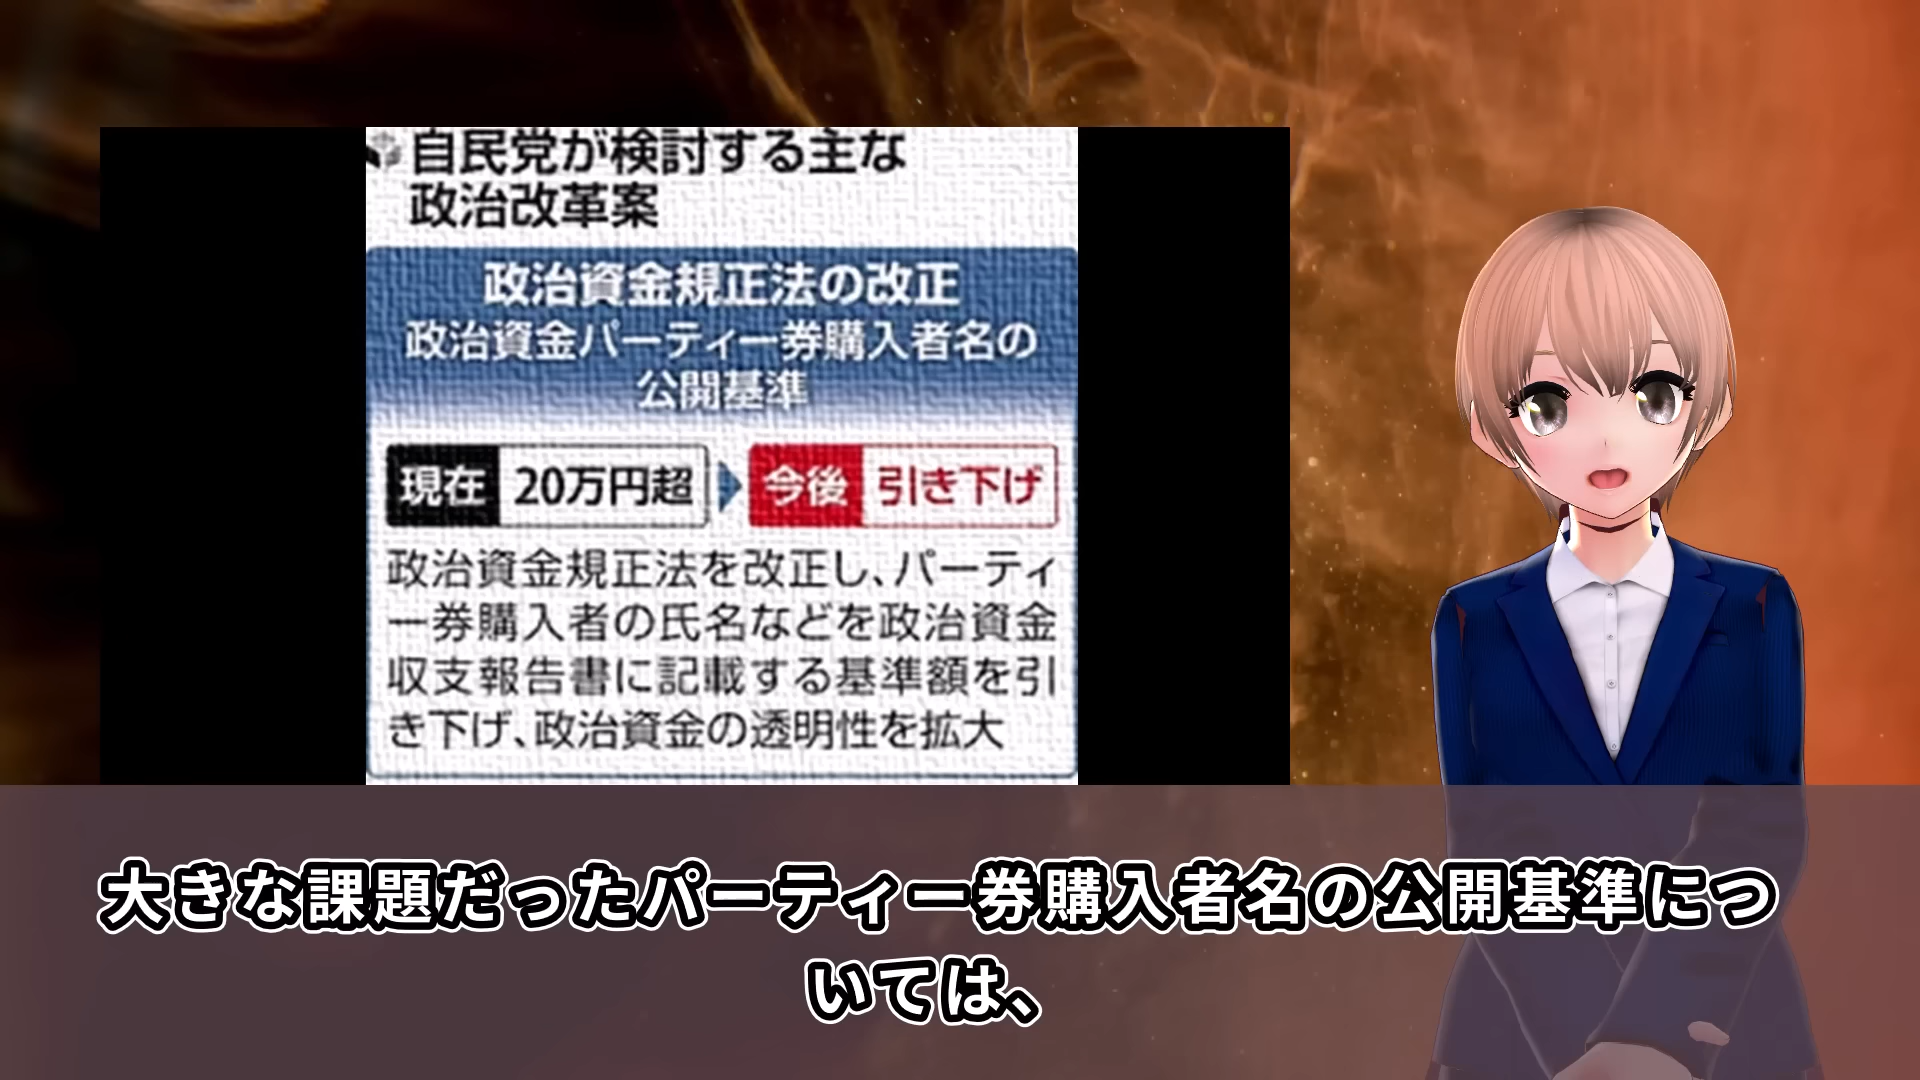 自民党が検討する主な
政治改革案
政治資金規正法の改正
政治資金パーティー券購入者名の
公開基準
現在 20万円超 今後 引き下げ
政治資金規正法を改正し、パーティ
ー券購入者の氏名などを政治資金
収支報告書に記載する基準額を引
き下げ、政治資金の透明性を拡大
大きな課題だったパーティー券購入者名の公開基準につ
いては、